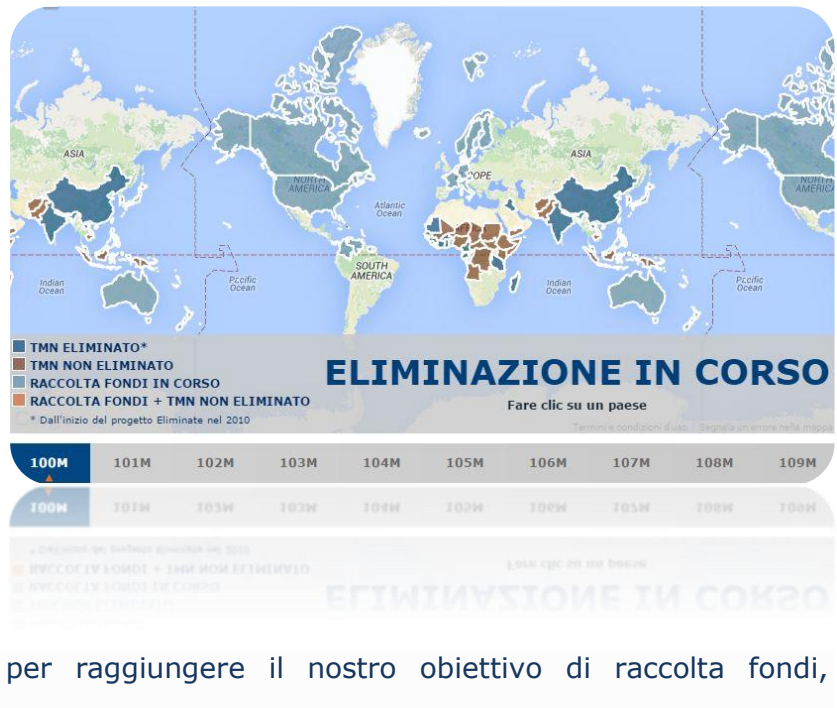 ASIA
NORTH
AMERICA
Atlantic
Ocean
ASIA
NORTH
AMERICA
SOUTH
AMERICA
Indian
Ocean
Pacific
Ocean
Indian
Ocean
Pacific
Ocean
TMN ELIMINATO*
TMN NON ELIMINATO
RACCOLTA FONDI IN CORSO
RACCOLTA FONDI + TMN NON ELIMINATO
* Dall'inizio del progetto Eliminate nel 2010
ELIMINAZIONE IN CORSO
Fare clic su un paese
Termini e condizioni d'uso Segnala un errore nella mappa
100M 101M 102M 103M 104M 105M 106M 107M 108M 109M
per raggiungere il nostro obiettivo di raccolta fondi,